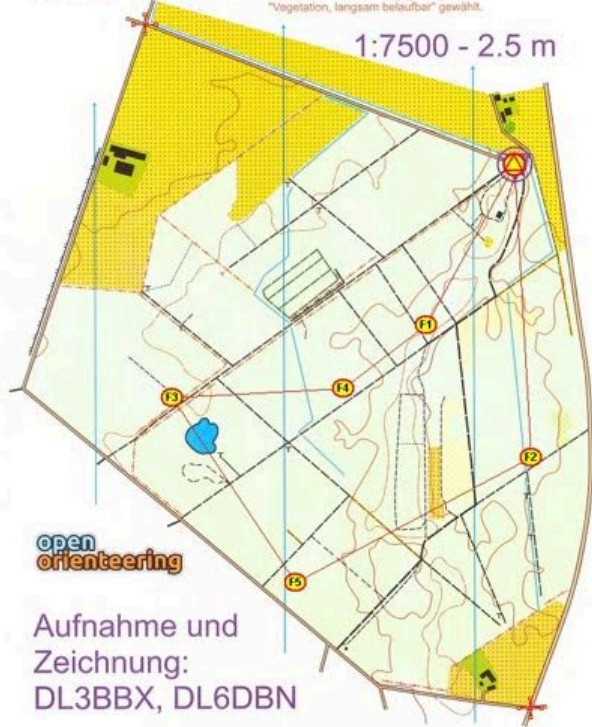 "Vegetation, langsam belaufbar" gewählt.
1:7500 - 2.5 m
F1
F4
F3
F2
F5
open
orienteering
Aufnahme und
Zeichnung:
DL3BBX, DL6DBN